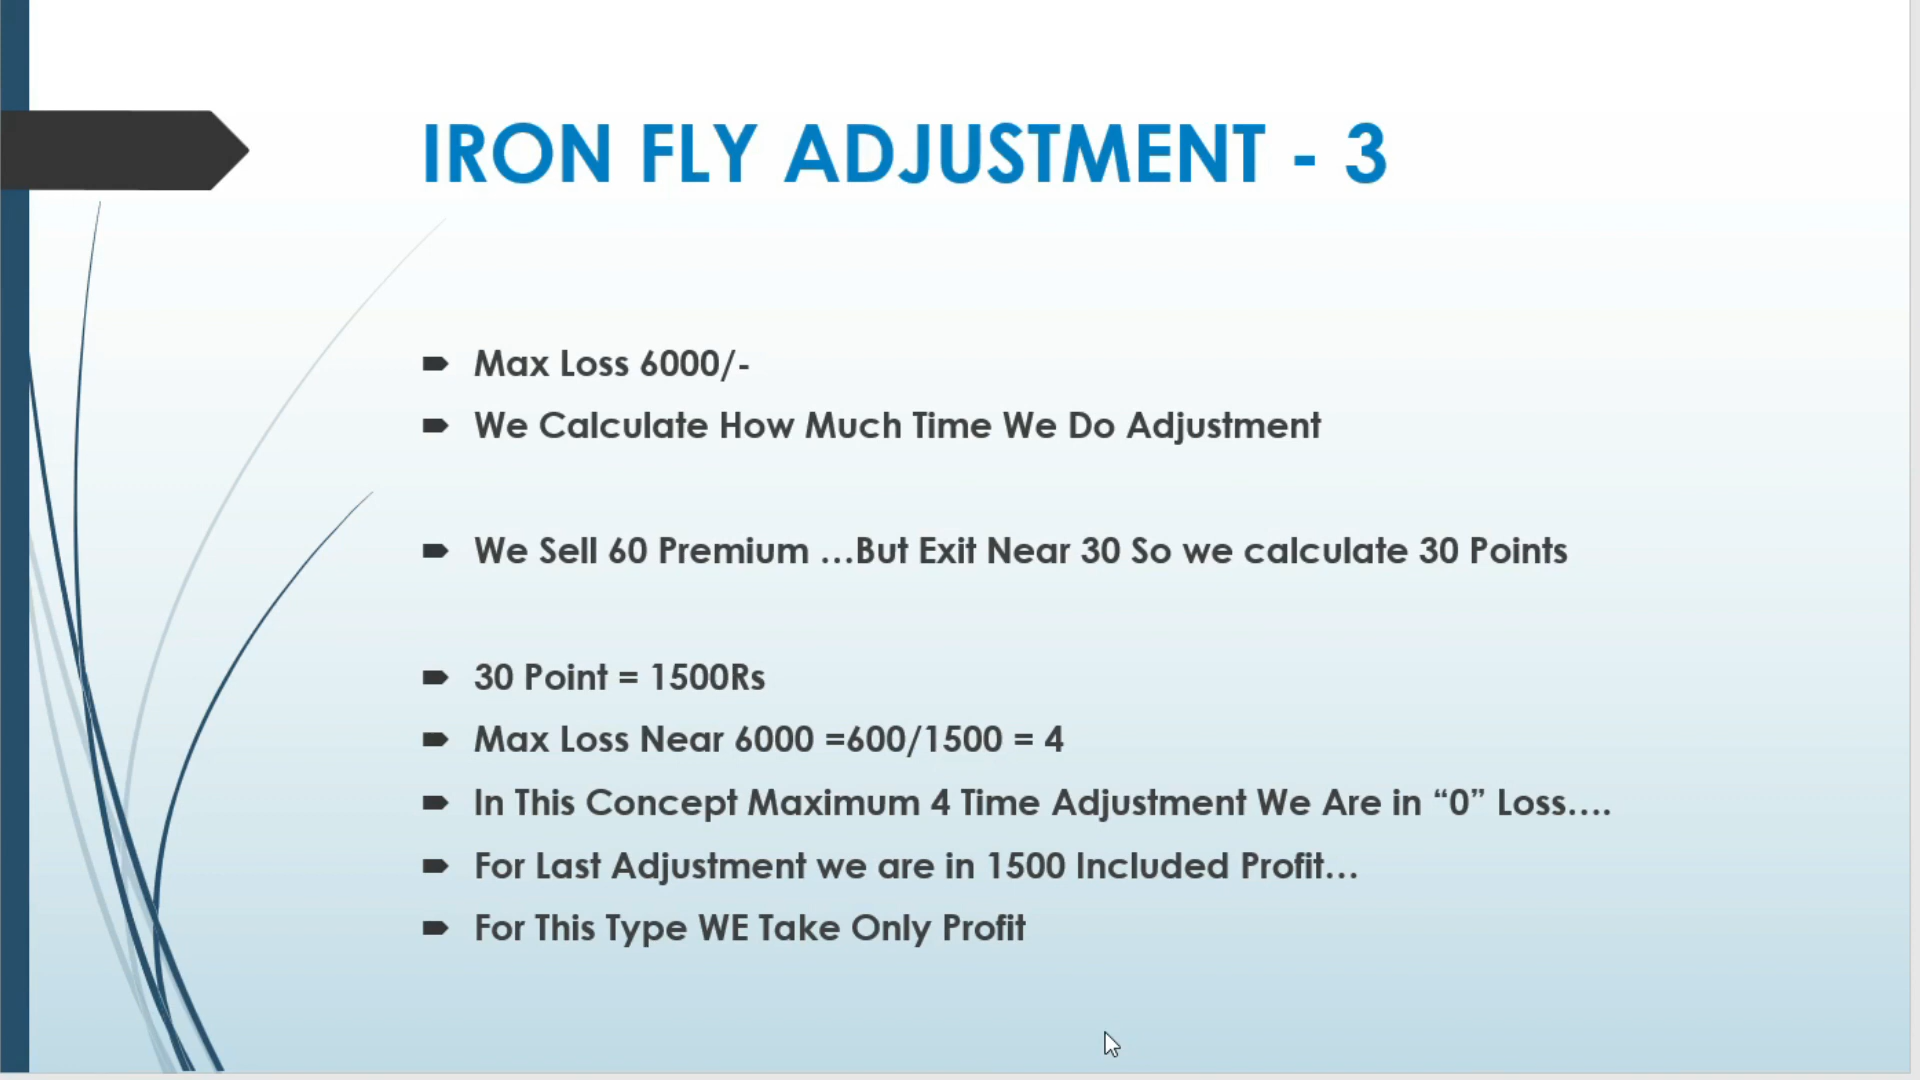 IRON FLY ADJUSTMENT - 3
Max Loss 6000/-
We Calculate How Much Time We Do Adjustment
We Sell 60 Premium ...But Exit Near 30 So we calculate 30 Points
30 Point = 1500Rs
Max Loss Near 6000 =600/1500 = 4
In This Concept Maximum 4 Time Adjustment We Are in “0” Loss....
For Last Adjustment we are in 1500 Included Profit...
For This Type WE Take Only Profit